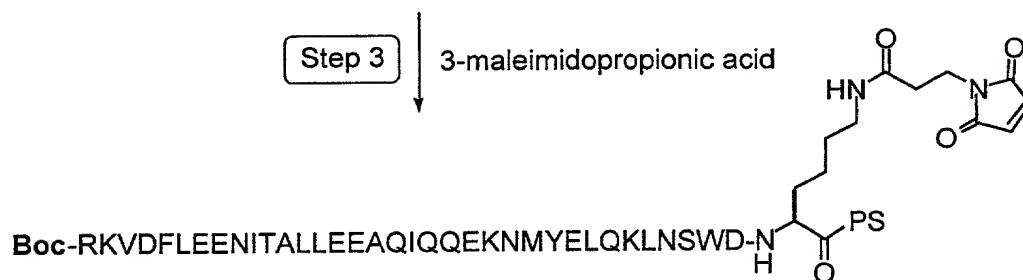 Step 3
3-maleimidopropionic acid
O
HN
N
O
O
Boc-RKVDFLEENITALLEEAQIQQEKNMYELQKLNSWD-N
H
PS
O